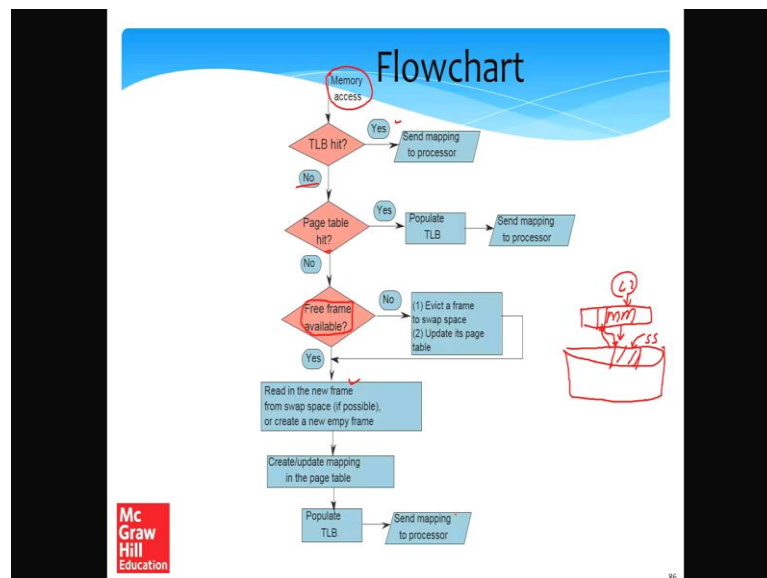 Flowchart
Memory
access
TLB hit?
Yes
Send mapping
to processor
No
Page table
hit?
Yes
Populate
TLB
Send mapping
to processor
No
Free frame
available?
No
(1) Evict a frame
to swap space
(2) Update its page
table
Yes
Read in the new frame
from swap space (if possible),
or create a new empy frame
Create/update mapping
in the page table
Populate
TLB
Send mapping
to processor
L2
MM
SS
Mc
Graw
Hill
Education
86